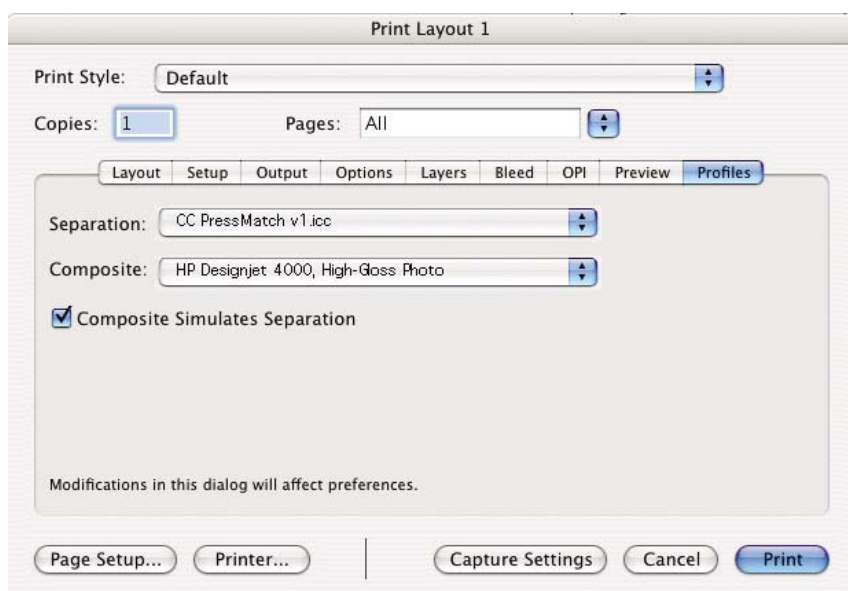 Print Layout 1
Print Style: Default
Copies: 1 Pages: All
Layout Setup Output Options Layers Bleed OPI Preview Profiles
Separation: CC PressMatch v1.icc
Composite: HP Designjet 4000, High-Gloss Photo
Composite Simulates Separation
Modifications in this dialog will affect preferences.
Page Setup... Printer... Capture Settings Cancel Print